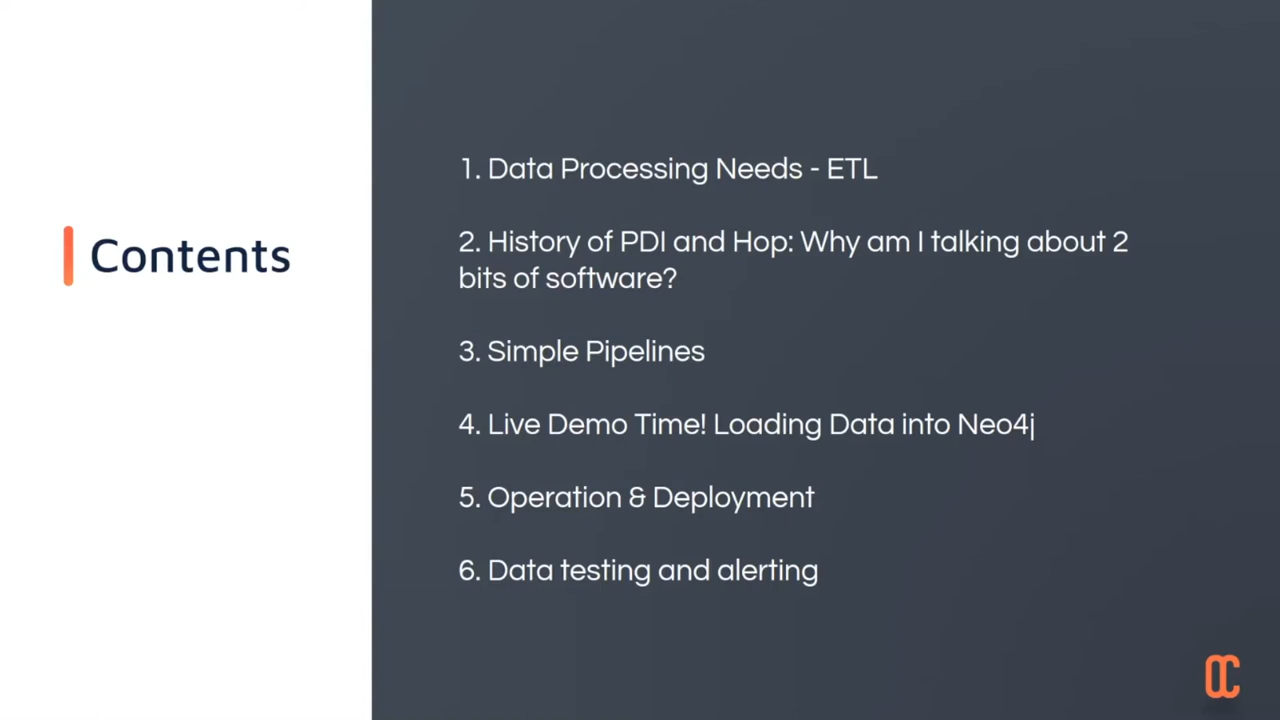 Contents
1. Data Processing Needs - ETL
2. History of PDI and Hop: Why am I talking about 2
bits of software?
3. Simple Pipelines
4. Live Demo Time! Loading Data into Neo4j
5. Operation & Deployment
6. Data testing and alerting